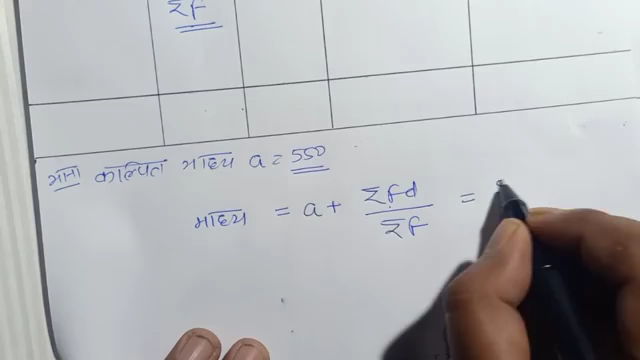 Σf
माना कल्पित माध्य a = 550
माध्य = a + Σfd / Σf =